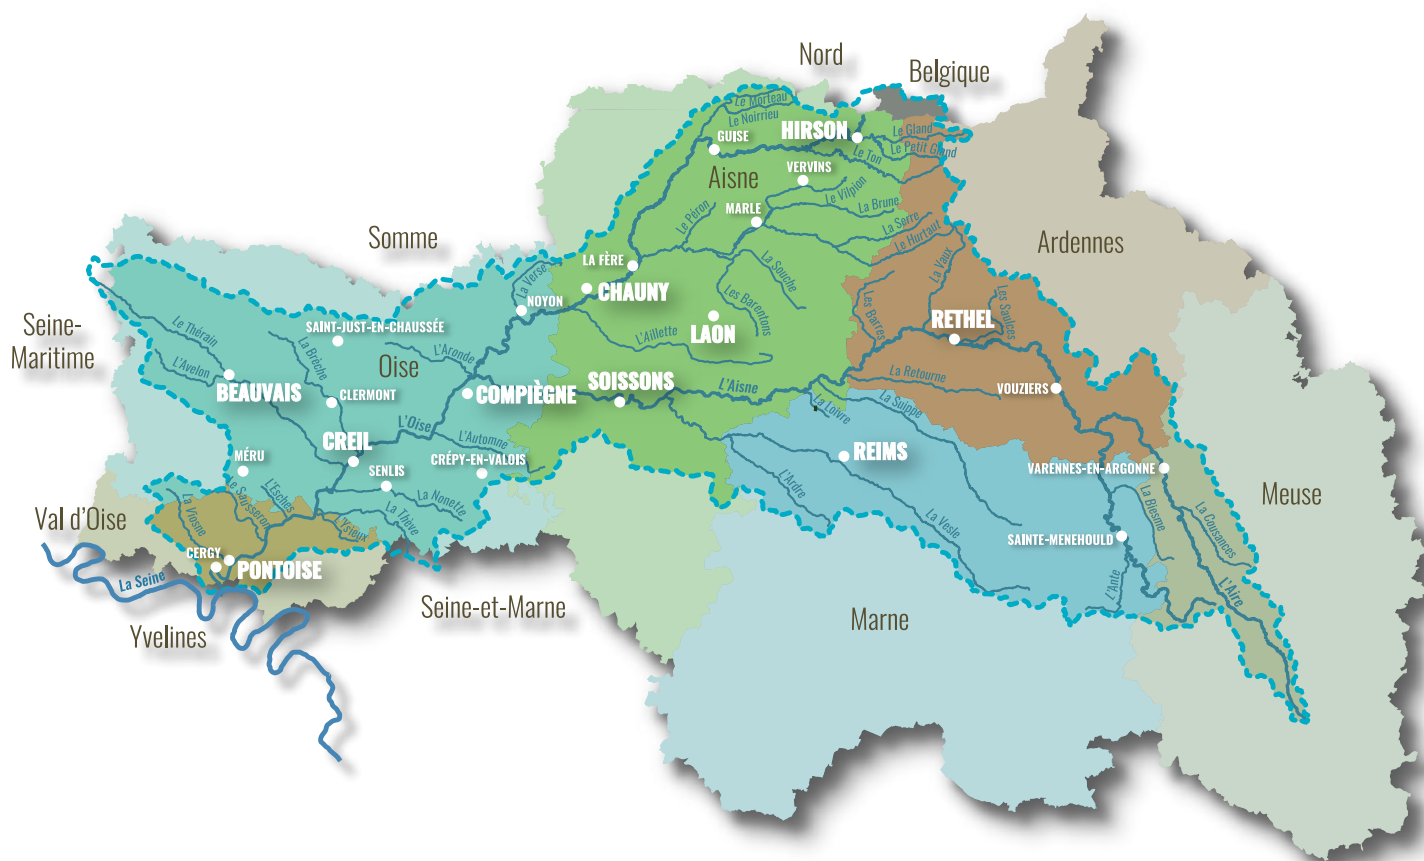 Nord
Belgique
Le Morteau
Le Noirrieu
GUISE
HIRSON
Le Gland
Le Petit Gland
Le Ton
VERVINS
Aisne
Le Vilpion
La Brune
MARLE
Le Péron
La Serre
Le Hurtaut
Somme
Ardennes
LA FÈRE
La Souche
La Vaux
La Verse
NOYON
CHAUNY
Les Barentons
Les Barres
Les Saulces
Seine-
Maritime
Le Thérain
SAINT-JUST-EN-CHAUSSÉE
LAON
RETHEL
L'Aillette
La Brèche
L'Aronde
Oise
L'Avelon
BEAUVAIS
CLERMONT
COMPIÈGNE
SOISSONS
L'Aisne
La Retourne
VOUZIERS
La Suippe
La Loivre
L'Oise
CREIL
L'Automne
CRÉPY-EN-VALOIS
REIMS
MÉRU
SENLIS
VARENNES-EN-ARGONNE
Meuse
L'Esches
Le Sausseron
La Viosne
La Nonette
La Thève
L'Ysieux
L'Ardre
La Vesle
La Biesme
La Cousances
Val d'Oise
CERGY
PONTOISE
SAINTE-MENEHOULD
La Seine
L'Ante
L'Aire
Seine-et-Marne
Yvelines
Marne